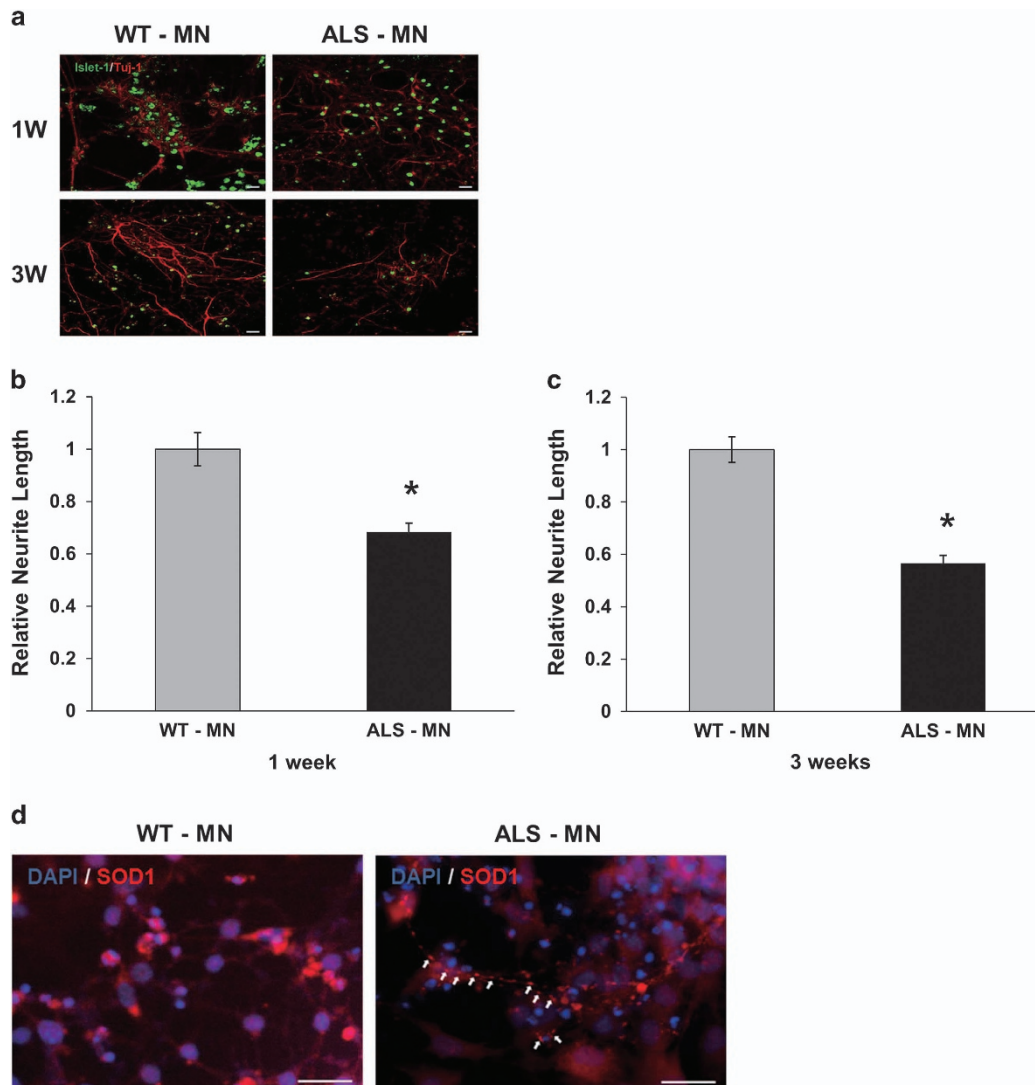 a
WT - MN
ALS - MN
1W
Islet-1/Tuj-1
3W
b
Relative Neurite Length
1.2
1
0.8
0.6
0.4
0.2
0
*
WT - MN
ALS - MN
1 week
c
Relative Neurite Length
1.2
1
0.8
0.6
0.4
0.2
0
*
WT - MN
ALS - MN
3 weeks
d
WT - MN
ALS - MN
DAPI / SOD1
DAPI / SOD1